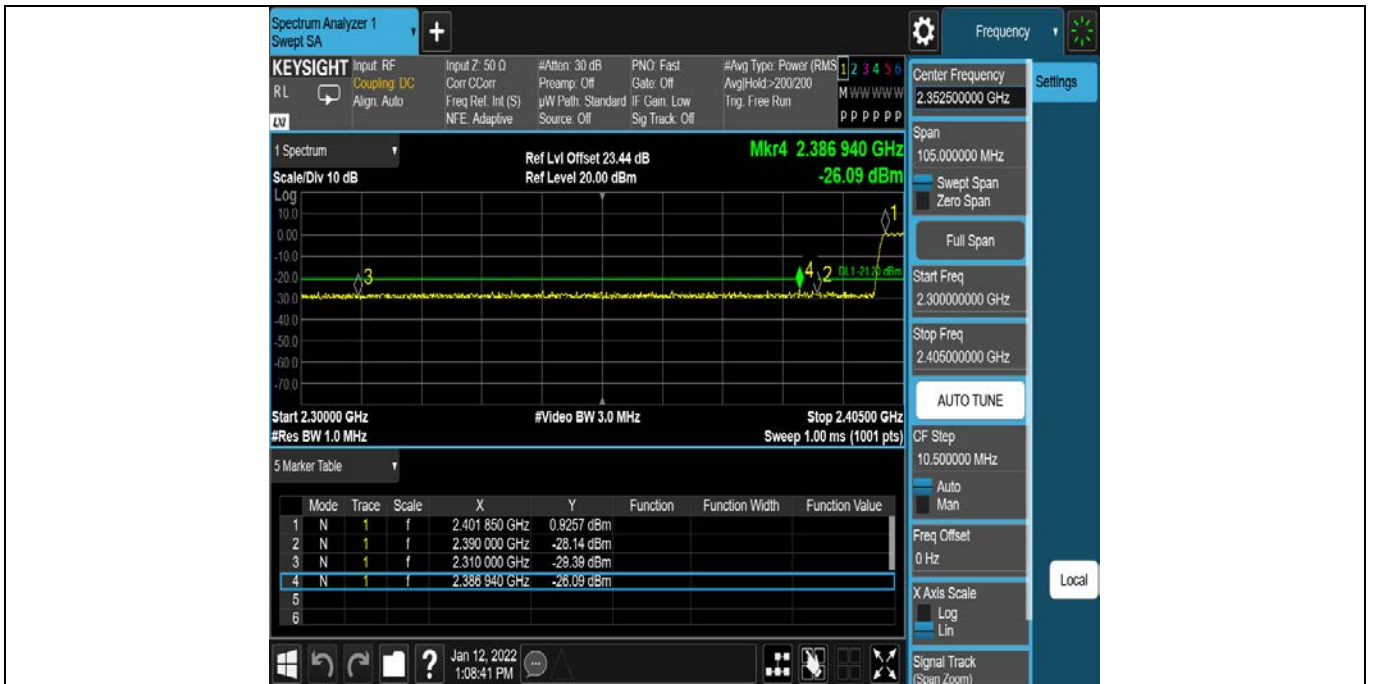 Spectrum Analyzer 1
Swept SA
+
Frequency
KEYSIGHT
RL
LXI
Input: RF
Coupling: DC
Align: Auto
Input Z: 50 Ω
Corr CCorr
Freq Ref: Int (S)
NFE: Adaptive
#Atten: 30 dB
Preamp: Off
µW Path: Standard
Source: Off
PNO: Fast
Gate: Off
IF Gain: Low
Sig Track: Off
#Avg Type: Power (RMS
Avg|Hold:>200/200
Trig: Free Run
1 2 3 4 5 6
M W W W W W
P P P P P P
1 Spectrum
Scale/Div 10 dB
Ref Lvl Offset 23.44 dB
Ref Level 20.00 dBm
Mkr4 2.386 940 GHz
-26.09 dBm
Log
10.0
0.00
-10.0
-20.0
-30.0
-40.0
-50.0
-60.0
-70.0
1
3
4
2
DL1 -21.20 dBm
Start 2.30000 GHz
#Video BW 3.0 MHz
Stop 2.40500 GHz
#Res BW 1.0 MHz
Sweep 1.00 ms (1001 pts)
5 Marker Table
Mode Trace Scale X Y Function Function Width Function Value
1 N 1 f 2.401 850 GHz 0.9257 dBm
2 N 1 f 2.390 000 GHz -28.14 dBm
3 N 1 f 2.310 000 GHz -29.39 dBm
4 N 1 f 2.386 940 GHz -26.09 dBm
5
6
?
Jan 12, 2022
1:08:41 PM
Center Frequency
2.352500000 GHz
Settings
Span
105.000000 MHz
Swept Span
Zero Span
Full Span
Start Freq
2.300000000 GHz
Stop Freq
2.405000000 GHz
AUTO TUNE
CF Step
10.500000 MHz
Auto
Man
Freq Offset
0 Hz
X Axis Scale
Log
Lin
Local
Signal Track
(Span Zoom)